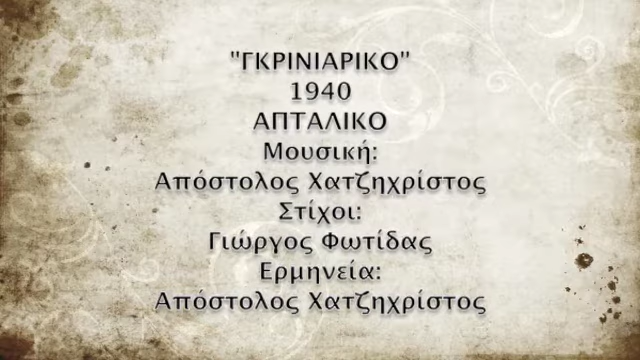 "ΓΚΡΙΝΙΑΡΙΚΟ"
1940
ΑΠΤΑΛΙΚΟ
Μουσική:
Απόστολος Χατζηχρίστος
Στίχοι:
Γιώργος Φωτίδας
Ερμηνεία:
Απόστολος Χατζηχρίστος